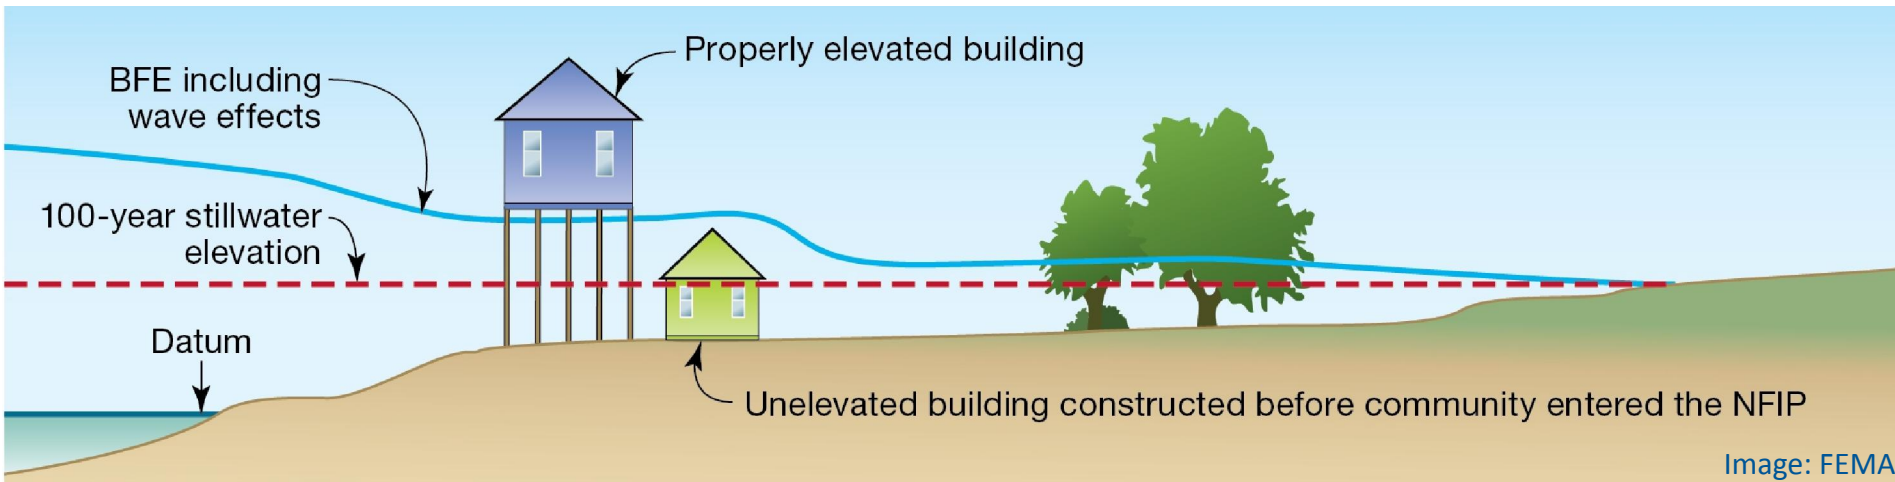 Properly elevated building
BFE including
wave effects
100-year stillwater
elevation
Datum
Unelevated building constructed before community entered the NFIP
Image: FEMA